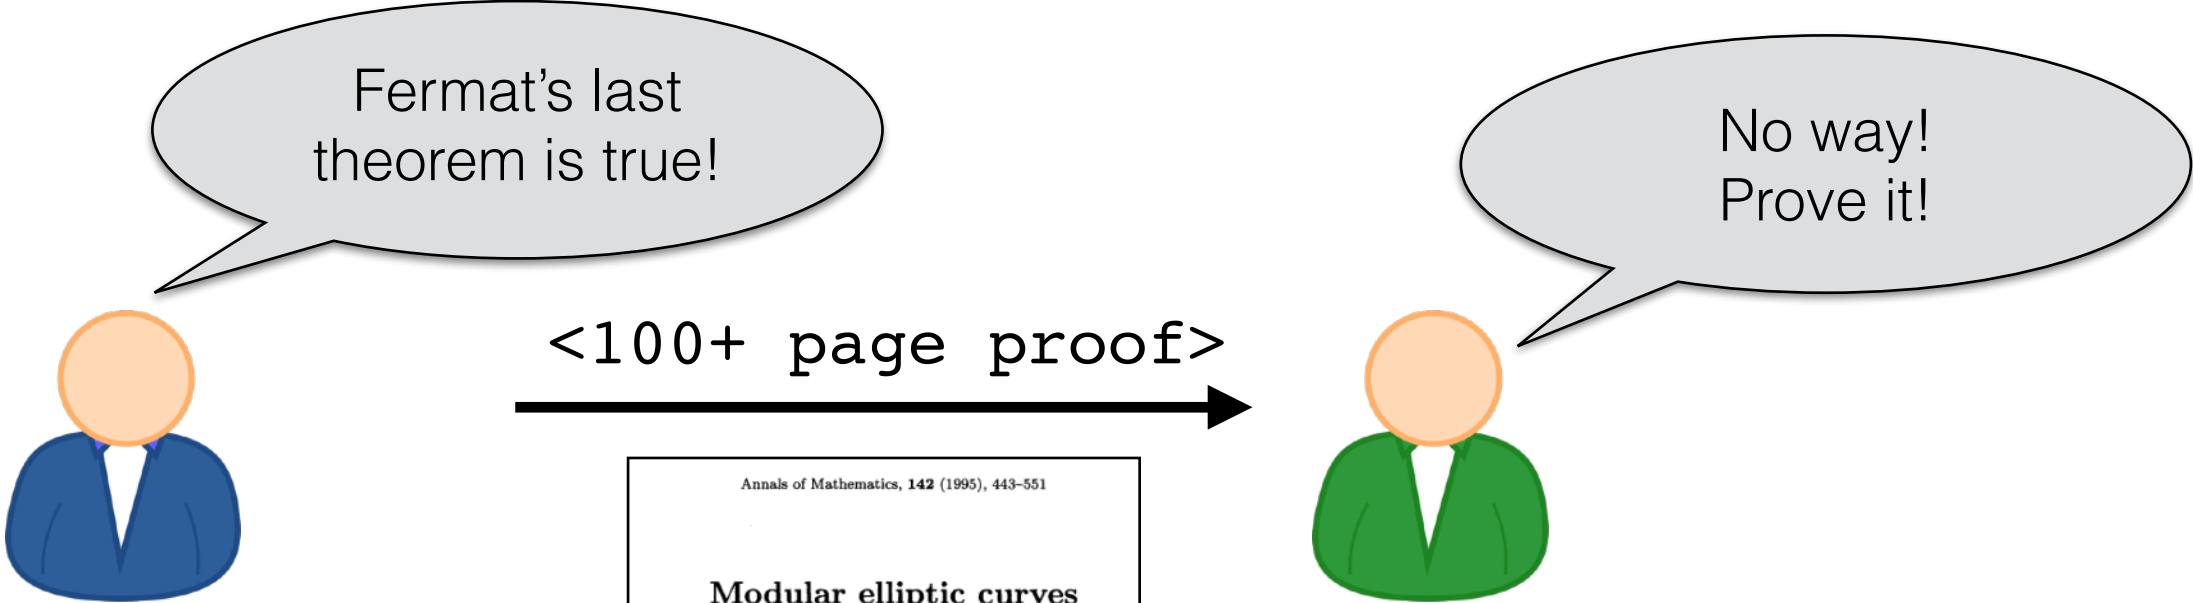 Fermat’s last
theorem is true!
No way!
Prove it!
<100+ page proof>
Annals of Mathematics, 142 (1995), 443–551
Modular elliptic curves